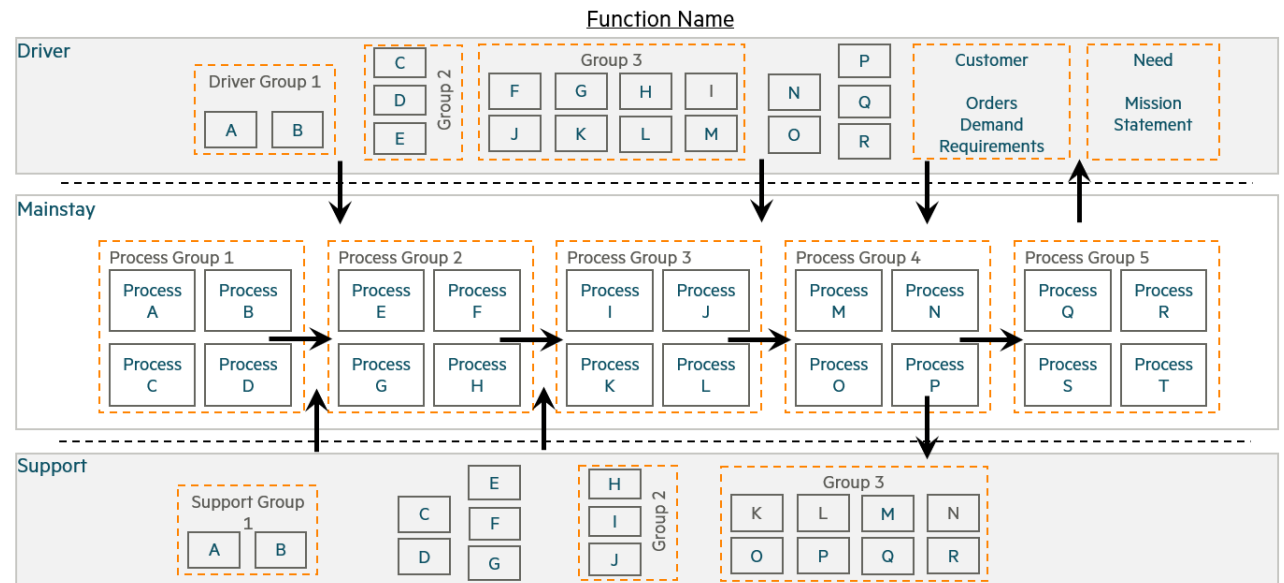 Function Name
Driver
Driver Group 1
A
B
C
D
E
Group 2
Group 3
F
G
H
I
J
K
L
M
N
O
P
Q
R
Customer
Orders
Demand
Requirements
Need
Mission
Statement
Mainstay
Process Group 1
Process
A
Process
B
Process
C
Process
D
Process Group 2
Process
E
Process
F
Process
G
Process
H
Process Group 3
Process
I
Process
J
Process
K
Process
L
Process Group 4
Process
M
Process
N
Process
O
Process
P
Process Group 5
Process
Q
Process
R
Process
S
Process
T
Support
Support Group
1
A
B
C
D
E
F
G
H
I
J
Group 2
Group 3
K
L
M
N
O
P
Q
R